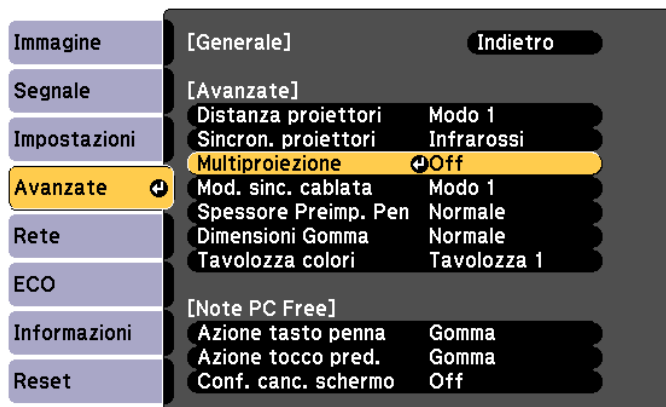 Immagine
Segnale
Impostazioni
Avanzate
Rete
ECO
Informazioni
Reset
[Generale] Indietro
[Avanzate]
Distanza proiettori Modo 1
Sincron. proiettori Infrarossi
Multiproiezione Off
Mod. sinc. cablata Modo 1
Spessore Preimp. Pen Normale
Dimensioni Gomma Normale
Tavolozza colori Tavolozza 1
[Note PC Free]
Azione tasto penna Gomma
Azione tocco pred. Gomma
Conf. canc. schermo Off